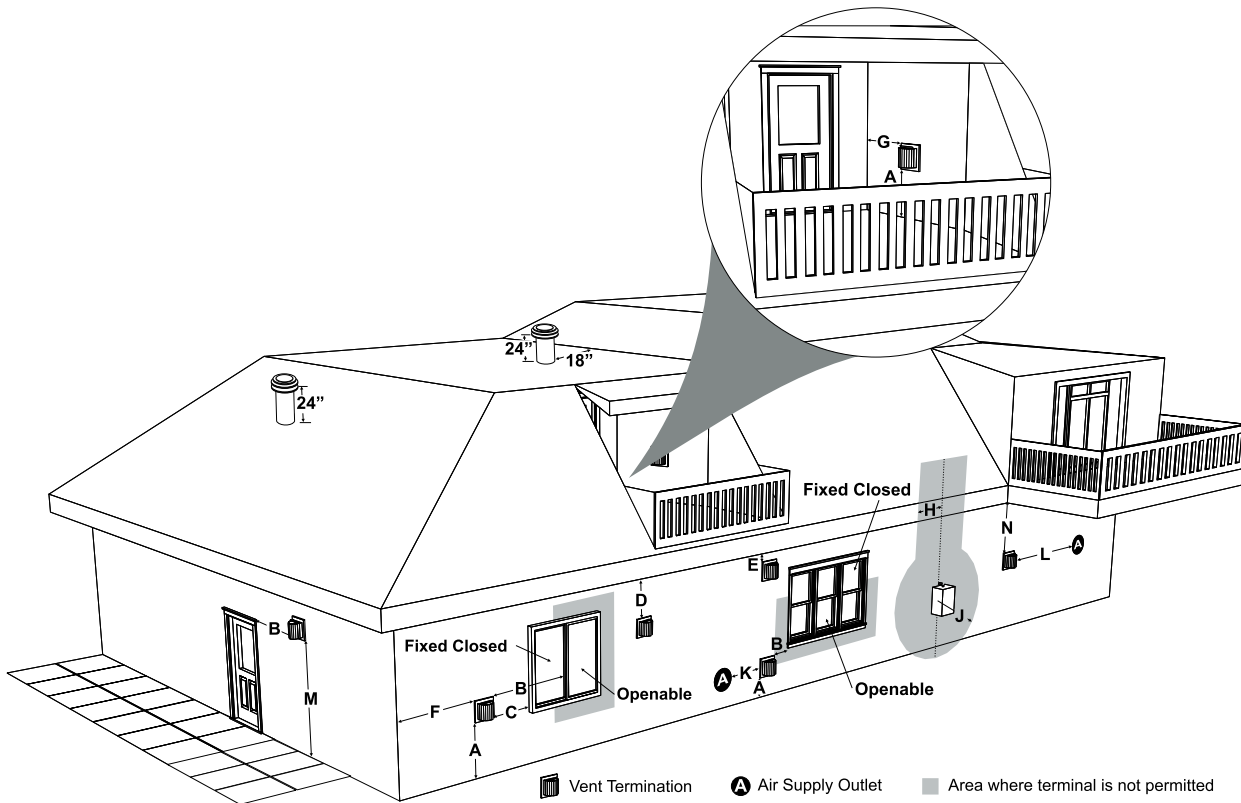 G
A
24”
18”
24”
Fixed Closed
H
N
L
A
E
D
J
B
Fixed Closed
B
K
A
A
B
Openable
Openable
M
F
C
A
Vent Termination
A Air Supply Outlet
Area where terminal is not permitted